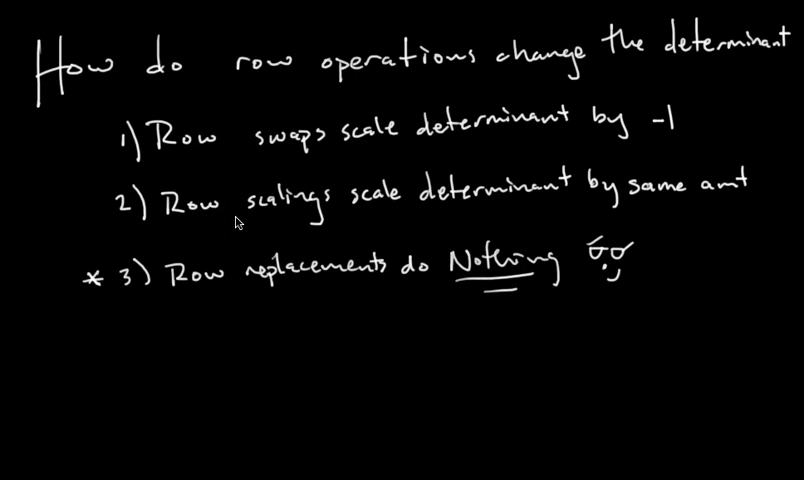 How do row operations change the determinant
1) Row swaps scale determinant by -1
2) Row scalings scale determinant by same amt
* 3) Row replacements do Nothing